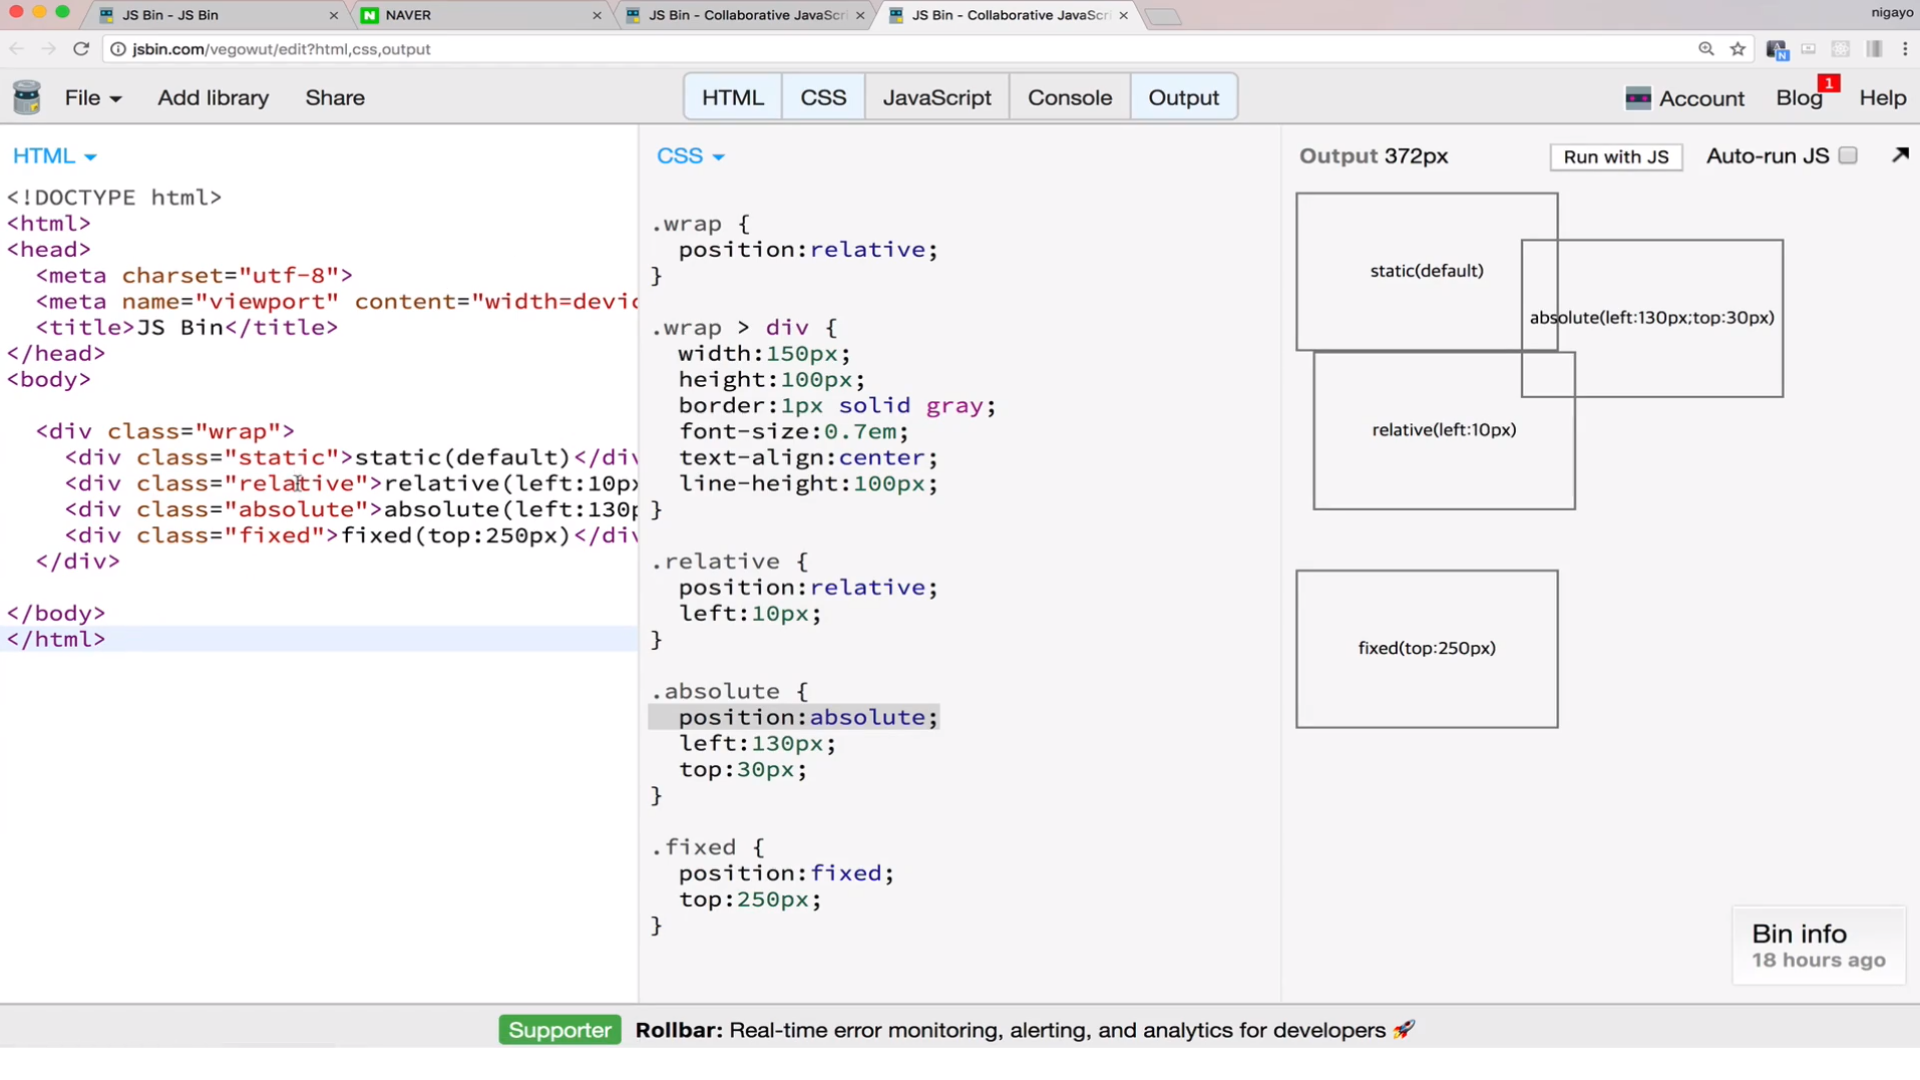 JS Bin - JS Bin
NAVER
JS Bin - Collaborative JavaScri
JS Bin - Collaborative JavaScri
nigayo
jsbin.com/vegowut/edit?html,css,output
File
Add library
Share
HTML
CSS
JavaScript
Console
Output
Account
Blog
1
Help
HTML
<!DOCTYPE html>
<html>
<head>
<meta charset="utf-8">
<meta name="viewport" content="width=devic
<title>JS Bin</title>
</head>
<body>
<div class="wrap">
<div class="static">static(default)</div
<div class="relative">relative(left:10px
<div class="absolute">absolute(left:130p
<div class="fixed">fixed(top:250px)</div
</div>
</body>
</html>
CSS
.wrap {
position:relative;
}
.wrap > div {
width:150px;
height:100px;
border:1px solid gray;
font-size:0.7em;
text-align:center;
line-height:100px;
}
.relative {
position:relative;
left:10px;
}
.absolute {
position:absolute;
left:130px;
top:30px;
}
.fixed {
position:fixed;
top:250px;
}
Output 372px
Run with JS
Auto-run JS
static(default)
absolute(left:130px;top:30px)
relative(left:10px)
fixed(top:250px)
Bin info
18 hours ago
Supporter
Rollbar: Real-time error monitoring, alerting, and analytics for developers 🚀